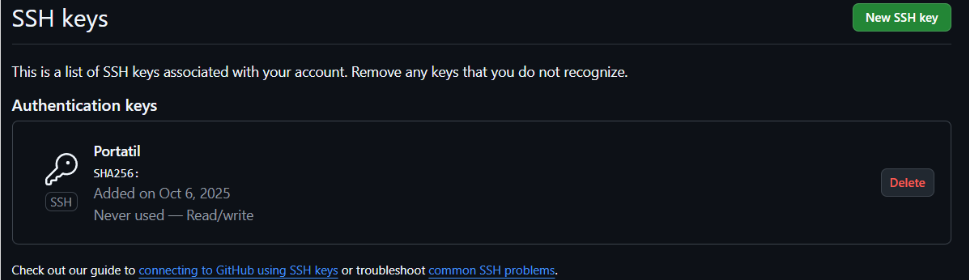 SSH keys
New SSH key
This is a list of SSH keys associated with your account. Remove any keys that you do not recognize.
Authentication keys
Portatil
SHA256:
Added on Oct 6, 2025
SSH
Never used — Read/write
Delete
Check out our guide to connecting to GitHub using SSH keys or troubleshoot common SSH problems.